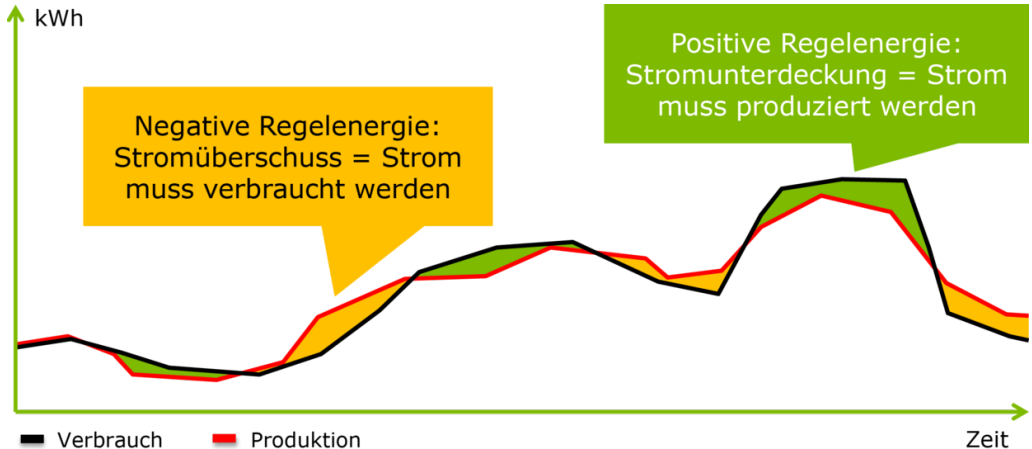 kWh
Positive Regelenergie:
Stromunterdeckung = Strom
muss produziert werden
Negative Regelenergie:
Stromüberschuss = Strom
muss verbraucht werden
Verbrauch
Produktion
Zeit